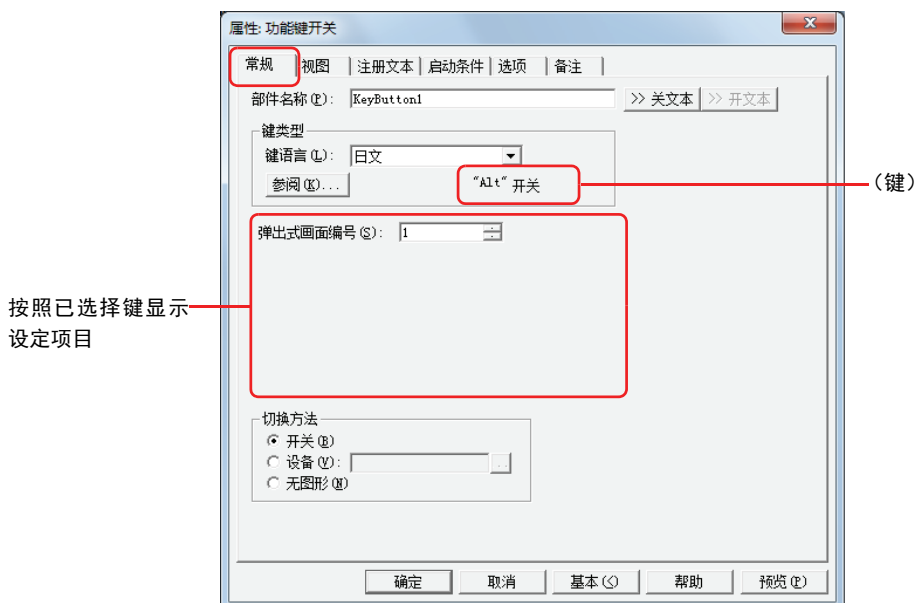 属性: 功能键开关
常规 视图 注册文本 启动条件 选项 备注
部件名称(P): KeyButton1 >> 关文本 >> 开文本
键类型
键语言(L): 日文
参阅(K)... "Alt" 开关 (键)
弹出式画面编号(S): 1
按照已选择键显示
设定项目
切换方法
开关(B)
设备(V): ..
无图形(N)
确定 取消 基本(<) 帮助 预览(P)